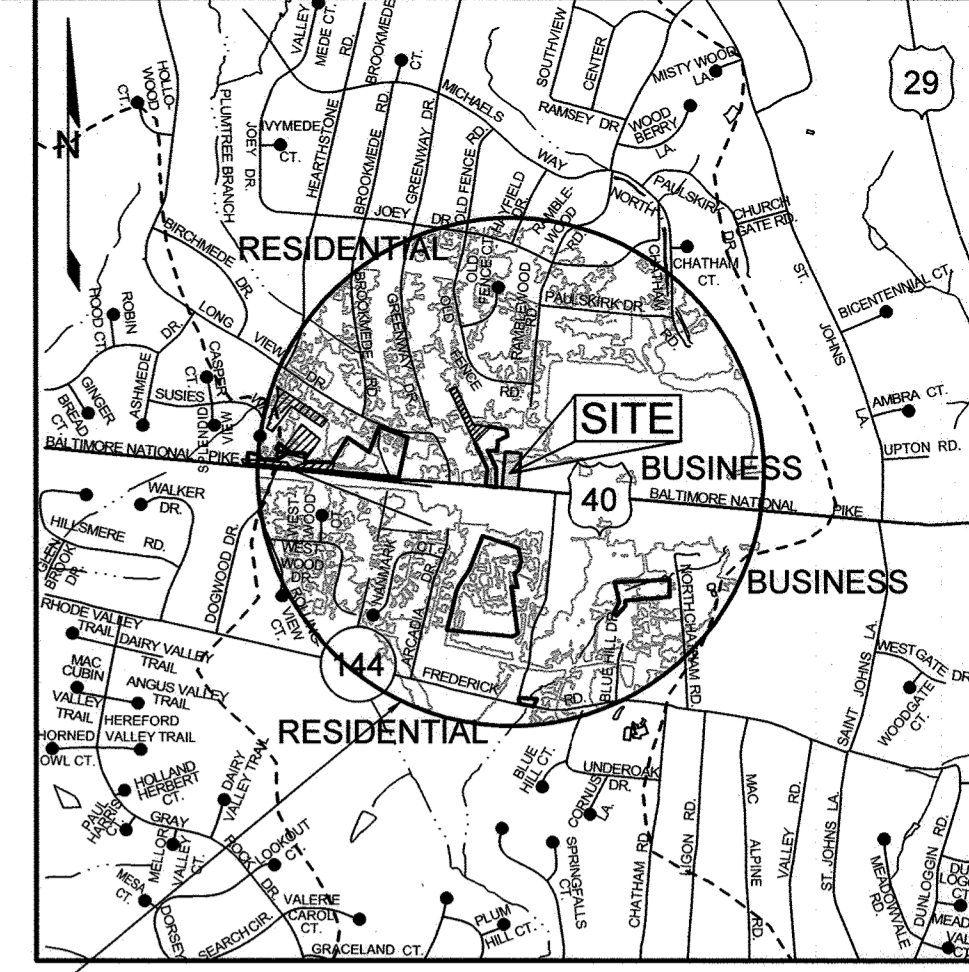 VALLEY
MEDE CT.
RD.
BROOKMEDE
CT.
SOUTHVIEW
CENTER
MISTY WOOD
LA.
29
HOLLO-
WOOD
CT.
PLUMTREE BRANCH
JOEY DR.
IVYMEDE
CT.
HEARTHSTONE
BROOKMEDE RD.
GREENWAY DR.
MICHAELS
WAY
OLD FENCE RD.
RAMSEY DR
WOOD
BERRY
LA.
N
HAYFIELD
DR.
RAMBLE-
WOOD
RD.
NORTH
CHATHAM
RD.
PAULSKIRK
DR.
CHURCH
GATE RD.
JOEY DR.
BIRCHMEDE DR.
RESIDENTIAL
CHATHAM
CT.
ST.
JOHNS
LA.
OLD
FENCE CT.
OLD
FENCE
RD
RAMBLEWOOD
RD.
PAULSKIRK DR.
BICENTENNIAL CT.
ROBIN
HOOD CT.
LONG
VIEW
DR.
BROOKMEDE
RD
GREENWAY
DR.
CASPER
CT.
ASHMEDE
DR.
SUSIES
GINGER
BREAD
CT.
SPLENDID
VIEW
SITE
AMBRA CT.
UPTON RD.
BALTIMORE NATIONAL PIKE
BUSINESS
40
BALTIMORE NATIONAL PIKE
WALKER
DR.
HILLSMERE RD.
GLEN
BROOK
DR
DOGWOOD DR.
WEST
WOOD
CT.
WEST
WOOD
DR.
ROLLING
VIEW
CT.
NANMARK
CT.
ARCADIA
DR.
BUSINESS
NORTH CHATHAM RD.
BLUE HILL DR.
RHODE VALLEY
TRAIL
DAIRY VALLEY
TRAIL
144
FREDERICK
RD.
MAC
CUBIN
VALLEY
TRAIL
ANGUS VALLEY
TRAIL
HEREFORD
VALLEY TRAIL
HORNED
OWL CT.
RESIDENTIAL
SAINT JOHNS LA.
WESTGATE DR
WOODGATE
CT.
HOLLAND
HERBERT
CT.
DAIRY
VALLEY TRAIL
PAUL
HARRIS
CT.
GRAY
ROCK
DR.
MELLOR
VALLEY
CT.
LOOKOUT
CT.
BLUE
HILL CT.
UNDEROAK
DR.
CORNUS
LA.
MESA
CT.
DORSEY
SEARCH CIR.
VALERIE
CAROL
CT.
GRACELAND CT.
PLUM
HILL CT.
SPRINGFALLS
CT.
CHATHAM RD.
LIGON RD.
MAC
ALPINE
RD.
VALLEY
RD.
ST. JOHNS LA.
MEADOWVALE
RD.
DUNLOGGIN RD.